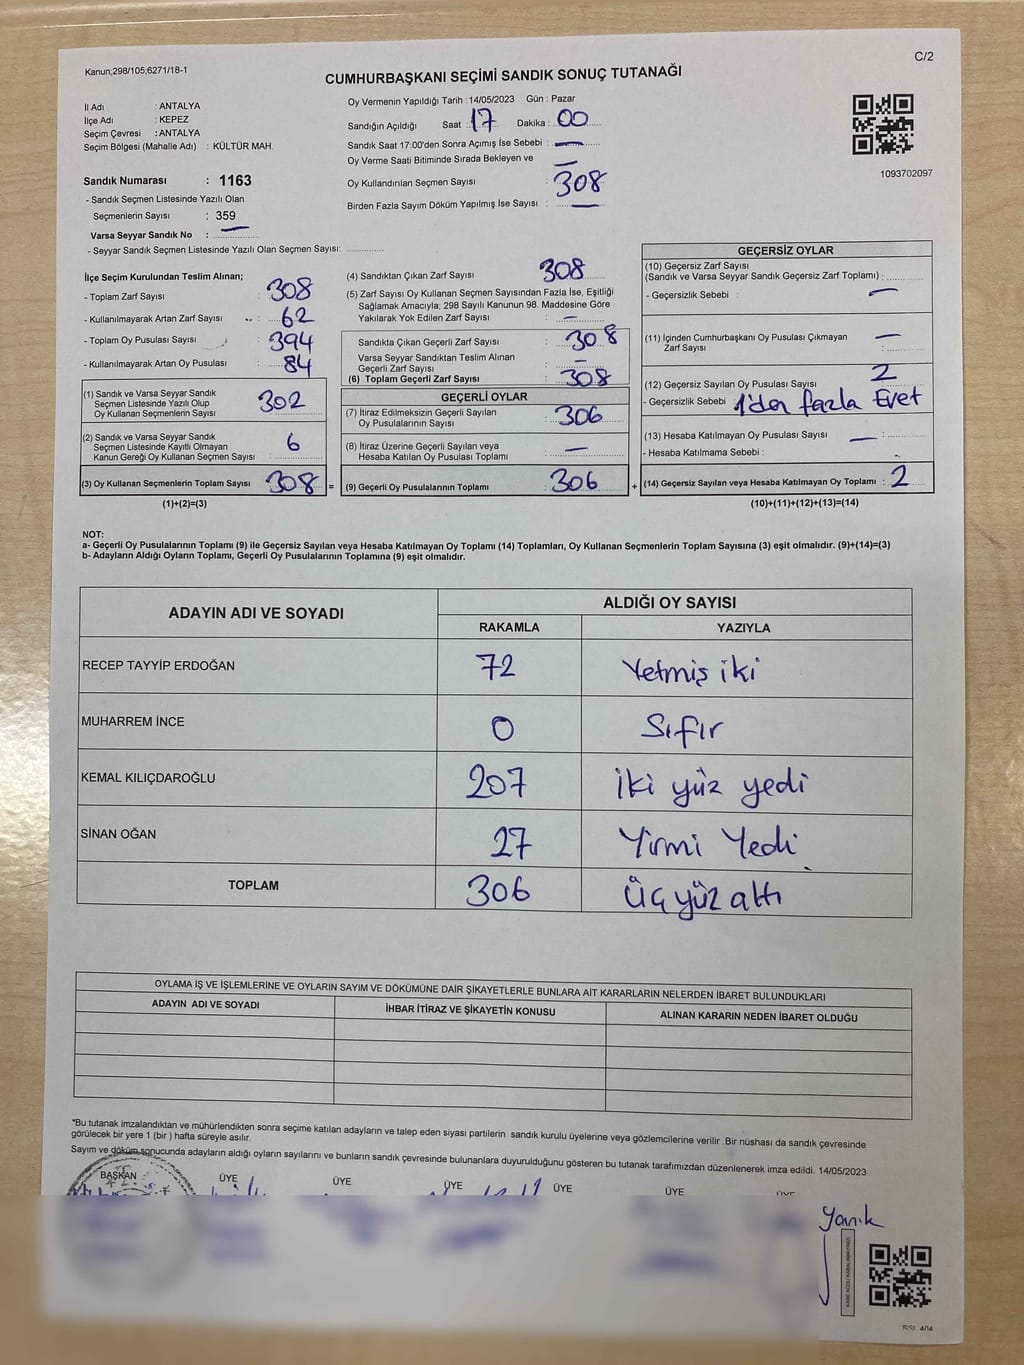 Kanun;298/105;6271/18-1
C/2
CUMHURBAŞKANI SEÇİMİ SANDIK SONUÇ TUTANAĞI
İl Adı : ANTALYA
İlçe Adı : KEPEZ
Seçim Çevresi : ANTALYA
Seçim Bölgesi (Mahalle Adı) : KÜLTÜR MAH.
Sandık Numarası : 1163
- Sandık Seçmen Listesinde Yazılı Olan
Seçmenlerin Sayısı : 359
Varsa Seyyar Sandık No : —
- Seyyar Sandık Seçmen Listesinde Yazılı Olan Seçmen Sayısı:
Oy Vermenin Yapıldığı Tarih : 14/05/2023 Gün : Pazar
Sandığın Açıldığı Saat : 17 Dakika : 00
Sandık Saat 17:00'den Sonra Açımış İse Sebebi : —
Oy Verme Saati Bitiminde Sırada Bekleyen ve —
Oy Kullandırılan Seçmen Sayısı : 308
Birden Fazla Sayım Döküm Yapılmış İse Sayısı : —
1093702097
İlçe Seçim Kurulundan Teslim Alınan;
- Toplam Zarf Sayısı : 308
- Kullanılmayarak Artan Zarf Sayısı : 62
- Toplam Oy Pusulası Sayısı : 394
- Kullanılmayarak Artan Oy Pusulası : 84
(1) Sandık ve Varsa Seyyar Sandık
Seçmen Listesinde Yazılı Olup
Oy Kullanan Seçmenlerin Sayısı 302
(2) Sandık ve Varsa Seyyar Sandık
Seçmen Listesinde Kayıtlı Olmayan
Kanun Gereği Oy Kullanan Seçmen Sayısı : 6
(3) Oy Kullanan Seçmenlerin Toplam Sayısı 308 =
(1)+(2)=(3)
(4) Sandıktan Çıkan Zarf Sayısı : 308
(5) Zarf Sayısı Oy Kullanan Seçmen Sayısından Fazla İse, Eşitliği
Sağlamak Amacıyla; 298 Sayılı Kanunun 98. Maddesine Göre
Yakılarak Yok Edilen Zarf Sayısı : —
Sandıkta Çıkan Geçerli Zarf Sayısı : 308
Varsa Seyyar Sandıktan Teslim Alınan
Geçerli Zarf Sayısı : —
(6) Toplam Geçerli Zarf Sayısı : 308
GEÇERLİ OYLAR
(7) İtiraz Edilmeksizin Geçerli Sayılan
Oy Pusulalarının Sayısı : 306
(8) İtiraz Üzerine Geçerli Sayılan veya
Hesaba Katılan Oy Pusulası Toplamı : —
(9) Geçerli Oy Pusulalarının Toplamı 306 +
GEÇERSİZ OYLAR
(10) Geçersiz Zarf Sayısı
(Sandık ve Varsa Seyyar Sandık Geçersiz Zarf Toplamı) :
- Geçersizlik Sebebi : —
(11) İçinden Cumhurbaşkanı Oy Pusulası Çıkmayan —
Zarf Sayısı :
(12) Geçersiz Sayılan Oy Pusulası Sayısı : 2
- Geçersizlik Sebebi 1'den fazla Evet
(13) Hesaba Katılmayan Oy Pusulası Sayısı — :
- Hesaba Katılmama Sebebi :
(14) Geçersiz Sayılan veya Hesaba Katılmayan Oy Toplamı : 2
(10)+(11)+(12)+(13)=(14)
NOT:
a- Geçerli Oy Pusulalarının Toplamı (9) ile Geçersiz Sayılan veya Hesaba Katılmayan Oy Toplamı (14) Toplamları, Oy Kullanan Seçmenlerin Toplam Sayısına (3) eşit olmalıdır. (9)+(14)=(3)
b- Adayların Aldığı Oyların Toplamı, Geçerli Oy Pusulalarının Toplamına (9) eşit olmalıdır.
ADAYIN ADI VE SOYADI
ALDIĞI OY SAYISI
RAKAMLA YAZIYLA
RECEP TAYYİP ERDOĞAN 72 Yetmiş iki
MUHARREM İNCE 0 Sıfır
KEMAL KILIÇDAROĞLU 207 iki yüz yedi
SİNAN OĞAN 27 Yirmi Yedi
TOPLAM 306 Üç yüz altı
OYLAMA İŞ VE İŞLEMLERİNE VE OYLARIN SAYIM VE DÖKÜMÜNE DAİR ŞİKAYETLERLE BUNLARA AİT KARARLARIN NELERDEN İBARET BULUNDUKLARI
ADAYIN ADI VE SOYADI İHBAR İTİRAZ VE ŞİKAYETİN KONUSU ALINAN KARARIN NEDEN İBARET OLDUĞU
*Bu tutanak imzalandıktan ve mühürlendikten sonra seçime katılan adayların ve talep eden siyasi partilerin sandık kurulu üyelerine veya gözlemcilerine verilir .Bir nüshası da sandık çevresinde
görülecek bir yere 1 (bir ) hafta süreyle asılır.
Sayım ve döküm sonucunda adayların aldığı oyların sayılarını ve bunların sandık çevresinde bulunanlara duyurulduğunu gösteren bu tutanak tarafımızdan düzenlenerek imza edildi. 14/05/2023
BAŞKAN ÜYE ÜYE ÜYE ÜYE ÜYE ÜYE
Yanık